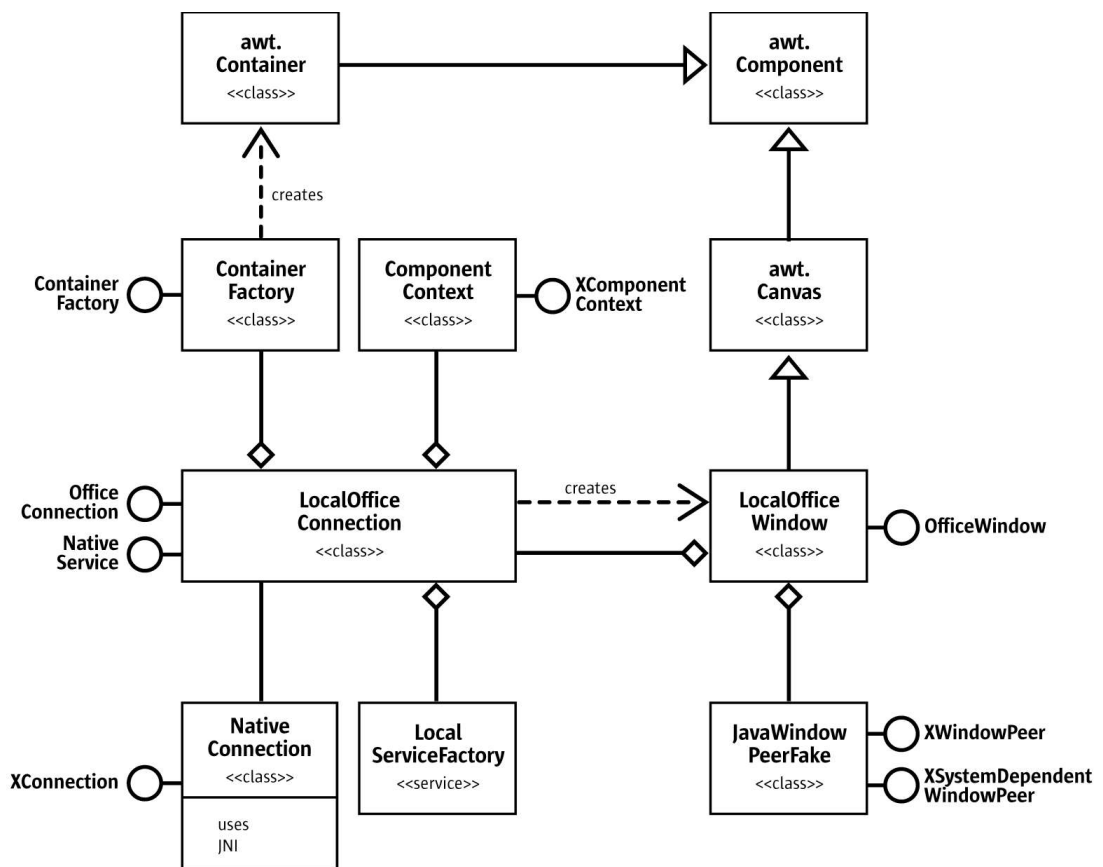 awt.
Container
<<class>>
awt.
Component
<<class>>
creates
Container
Factory
Container
Factory
<<class>>
Component
Context
<<class>>
XComponent
Context
awt.
Canvas
<<class>>
Office
Connection
Native
Service
LocalOffice
Connection
<<class>>
creates
LocalOffice
Window
<<class>>
OfficeWindow
XConnection
Native
Connection
<<class>>
uses
JNI
Local
ServiceFactory
<<service>>
JavaWindow
PeerFake
<<class>>
XWindowPeer
XSystemDependent
WindowPeer